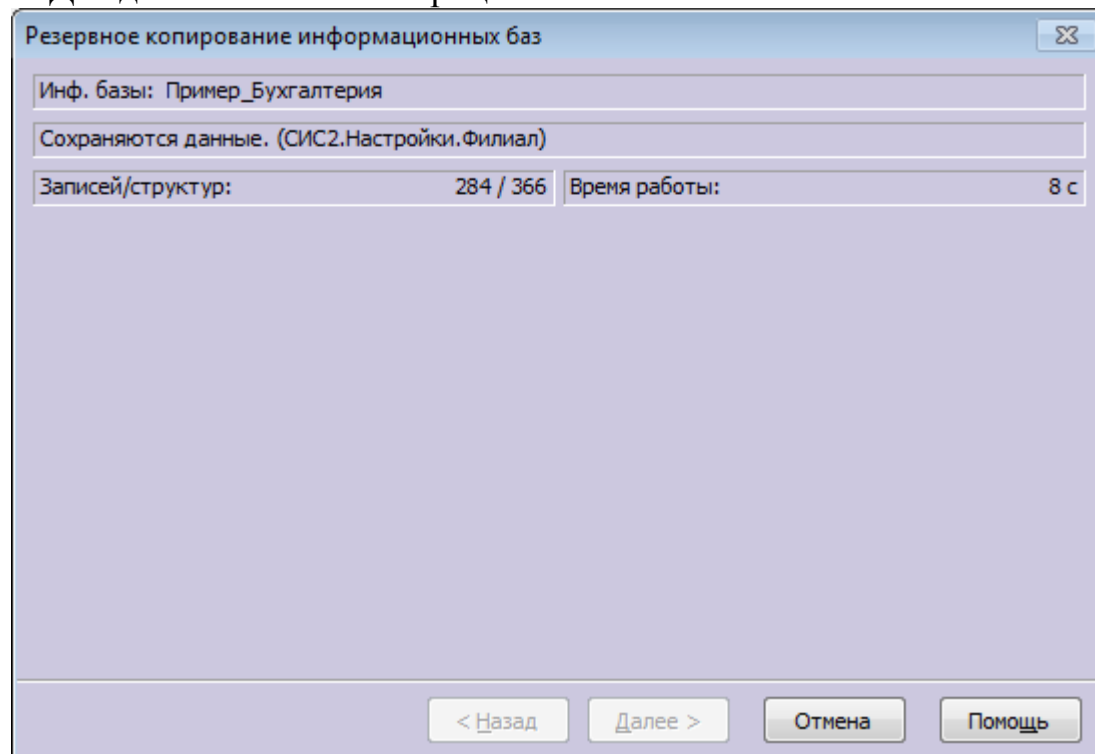 Резервное копирование информационных баз
Инф. базы: Пример_Бухгалтерия
Сохраняются данные. (СИС2.Настройки.Филиал)
Записей/структур: 284 / 366 Время работы: 8 с
< Назад Далее > Отмена Помощь